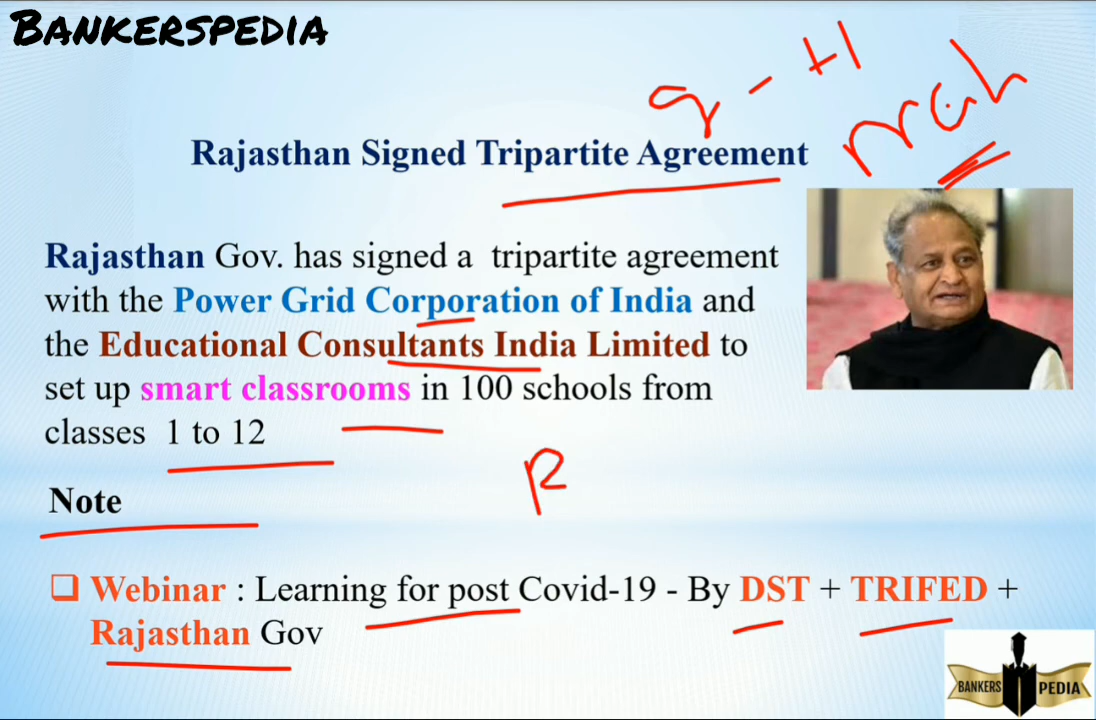 BANKERSPEDIA
Rajasthan Signed Tripartite Agreement
Rajasthan Gov. has signed a tripartite agreement
with the Power Grid Corporation of India and
the Educational Consultants India Limited to
set up smart classrooms in 100 schools from
classes 1 to 12
R
Note
❑ Webinar : Learning for post Covid-19 - By DST + TRIFED +
Rajasthan Gov
BANKERS PEDIA